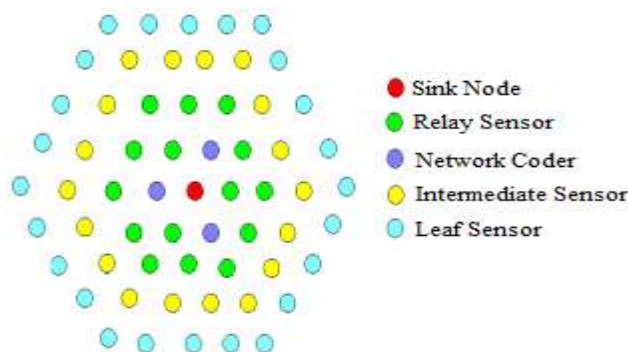 Sink Node
Relay Sensor
Network Coder
Intermediate Sensor
Leaf Sensor